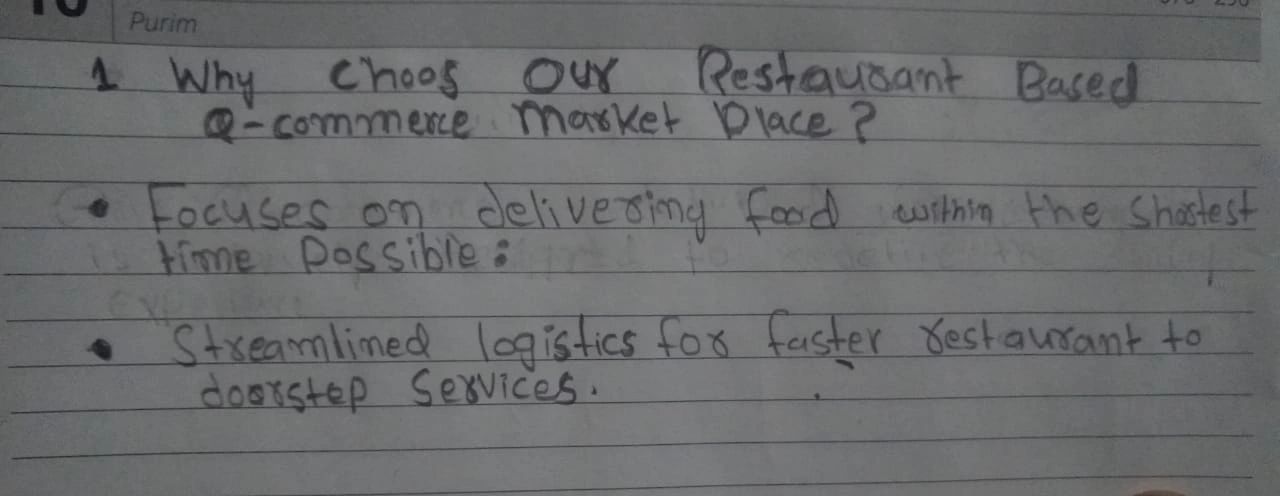 Purim
1 Why choos our Restaurant Based
Q-commerce market place?
• Focuses on delivering food within the shortest
time possible:
• Streamlined logistics for faster restaurant to
doorstep services.